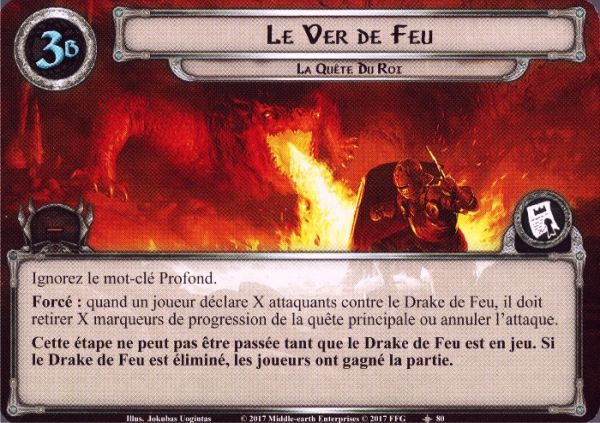 3B
Le Ver de Feu
La Quête Du Roi
–
Ignorez le mot-clé Profond.
Forcé : quand un joueur déclare X attaquants contre le Drake de Feu, il doit
retirer X marqueurs de progression de la quête principale ou annuler l'attaque.
Cette étape ne peut pas être passée tant que le Drake de Feu est en jeu. Si
le Drake de Feu est éliminé, les joueurs ont gagné la partie.
Illus. Jokubas Uogintas © 2017 Middle-earth Enterprises © 2017 FFG 80